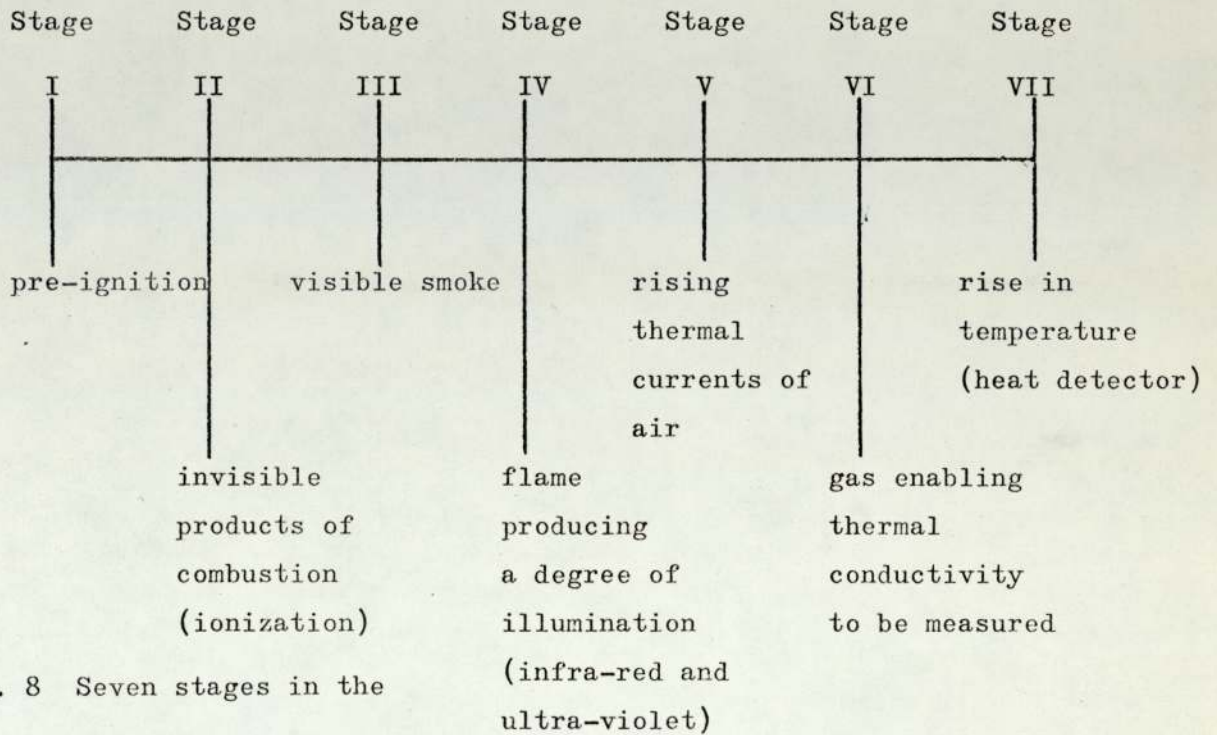 Stage Stage Stage Stage Stage Stage Stage
I II III IV V VI VII
pre-ignition
visible smoke
rising
thermal
currents of
air
rise in
temperature
(heat detector)
invisible
products of
combustion
(ionization)
flame
producing
a degree of
illumination
(infra-red and
ultra-violet)
gas enabling
thermal
conductivity
to be measured
. 8 Seven stages in the